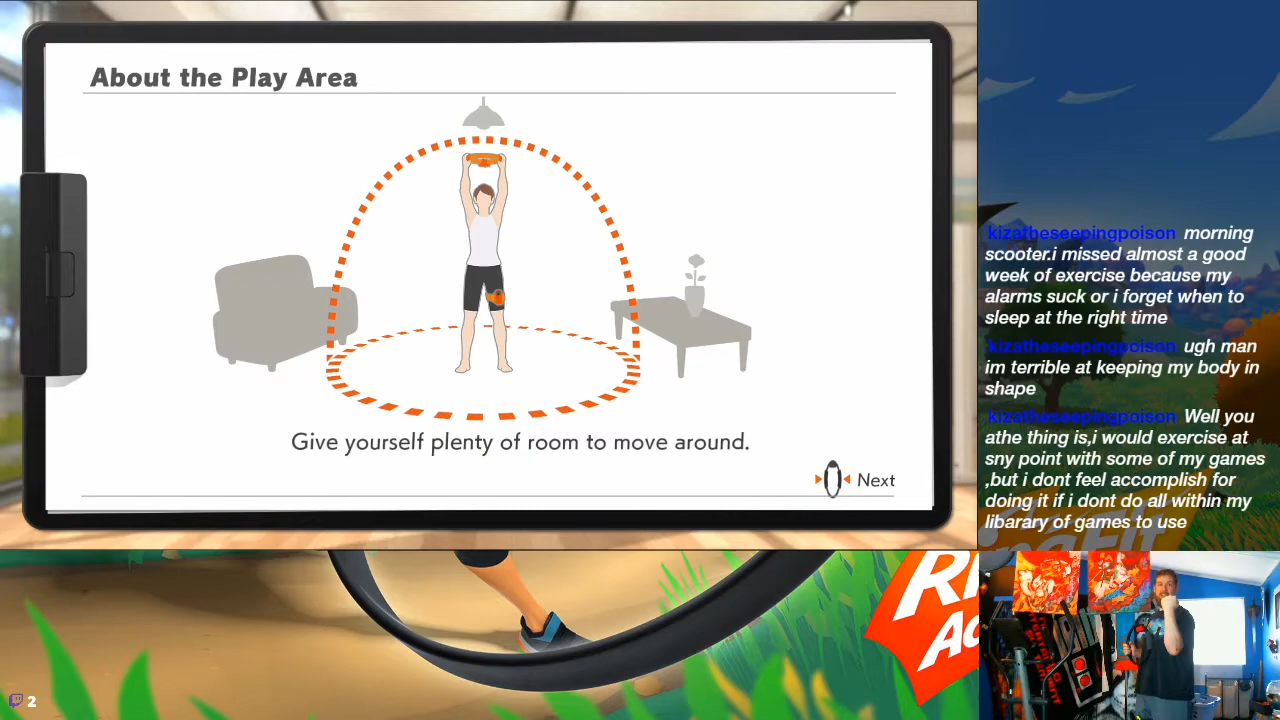 About the Play Area
Give yourself plenty of room to move around.
Next
kizatheseepingpoison morning
scooter.i missed almost a good
week of exercise because my
alarms suck or i forget when to
sleep at the right time
kizatheseepingpoison ugh man
im terrible at keeping my body in
shape
kizatheseepingpoison Well you
athe thing is,i would exercise at
sny point with some of my games
,but i dont feel accomplish for
doing it if i dont do all within my
libarary of games to use
2